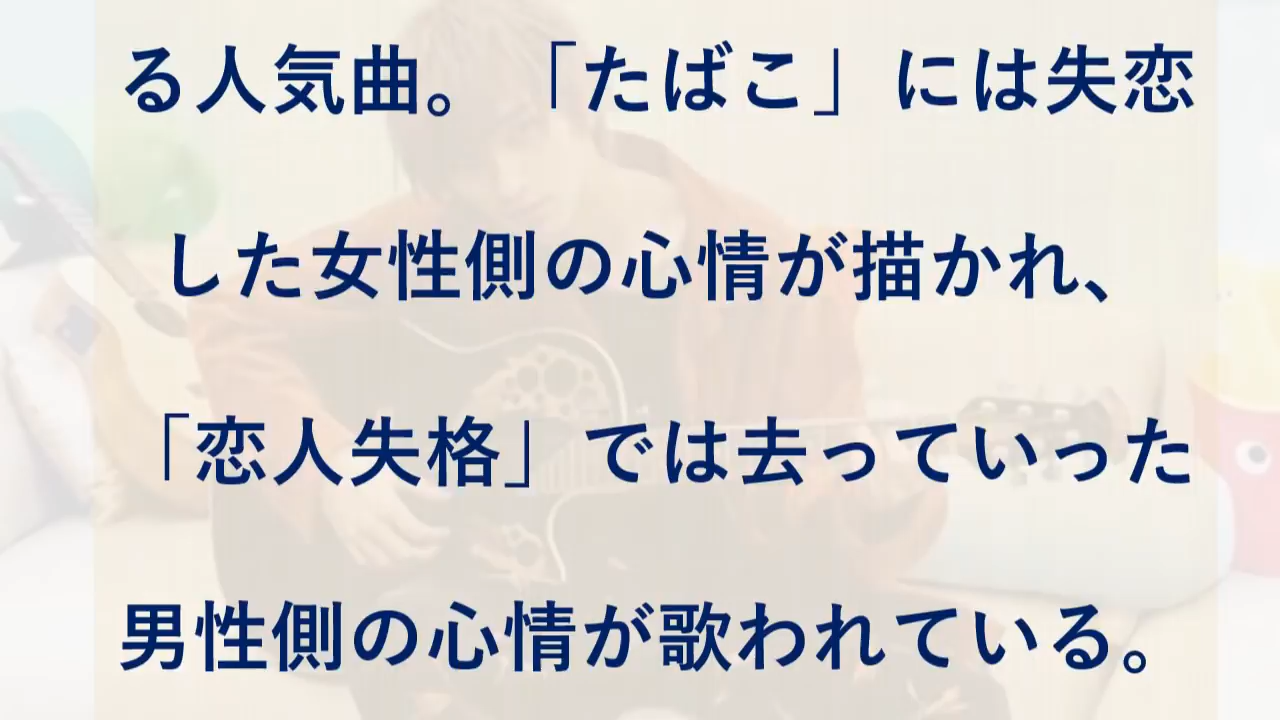 る人気曲。「たばこ」には失恋
した女性側の心情が描かれ、
「恋人失格」では去っていった
男性側の心情が歌われている。